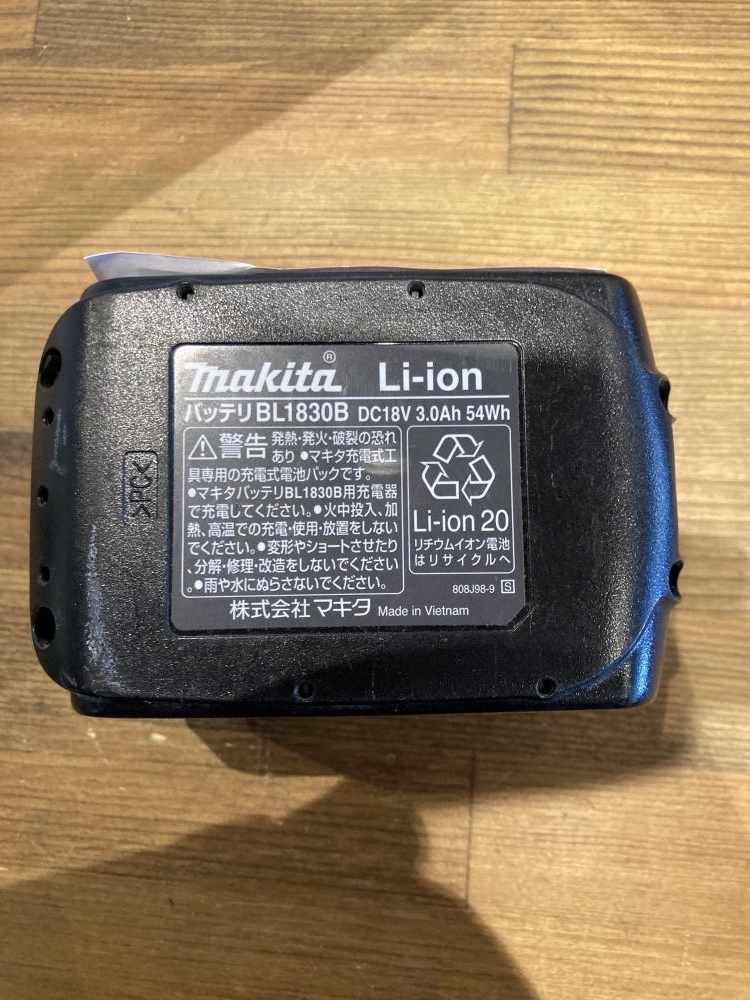 makita® Li-ion
バッテリBL1830B DC18V 3.0Ah 54Wh
警告 発熱・発火・破裂の恐れ
あり ●マキタ充電式工
具専用の充電式電池パックです。
●マキタバッテリBL1830B用充電器
で充電してください。●火中投入、加
熱、高温での充電・使用・放置をしない
でください。●変形やショートさせたり
、分解・修理・改造をしないでください
。●雨や水にぬらさないでください。
Li-ion 20
リチウムイオン電池
はリサイクルへ
808J98-9 S
株式会社マキタ Made in Vietnam
>PC<